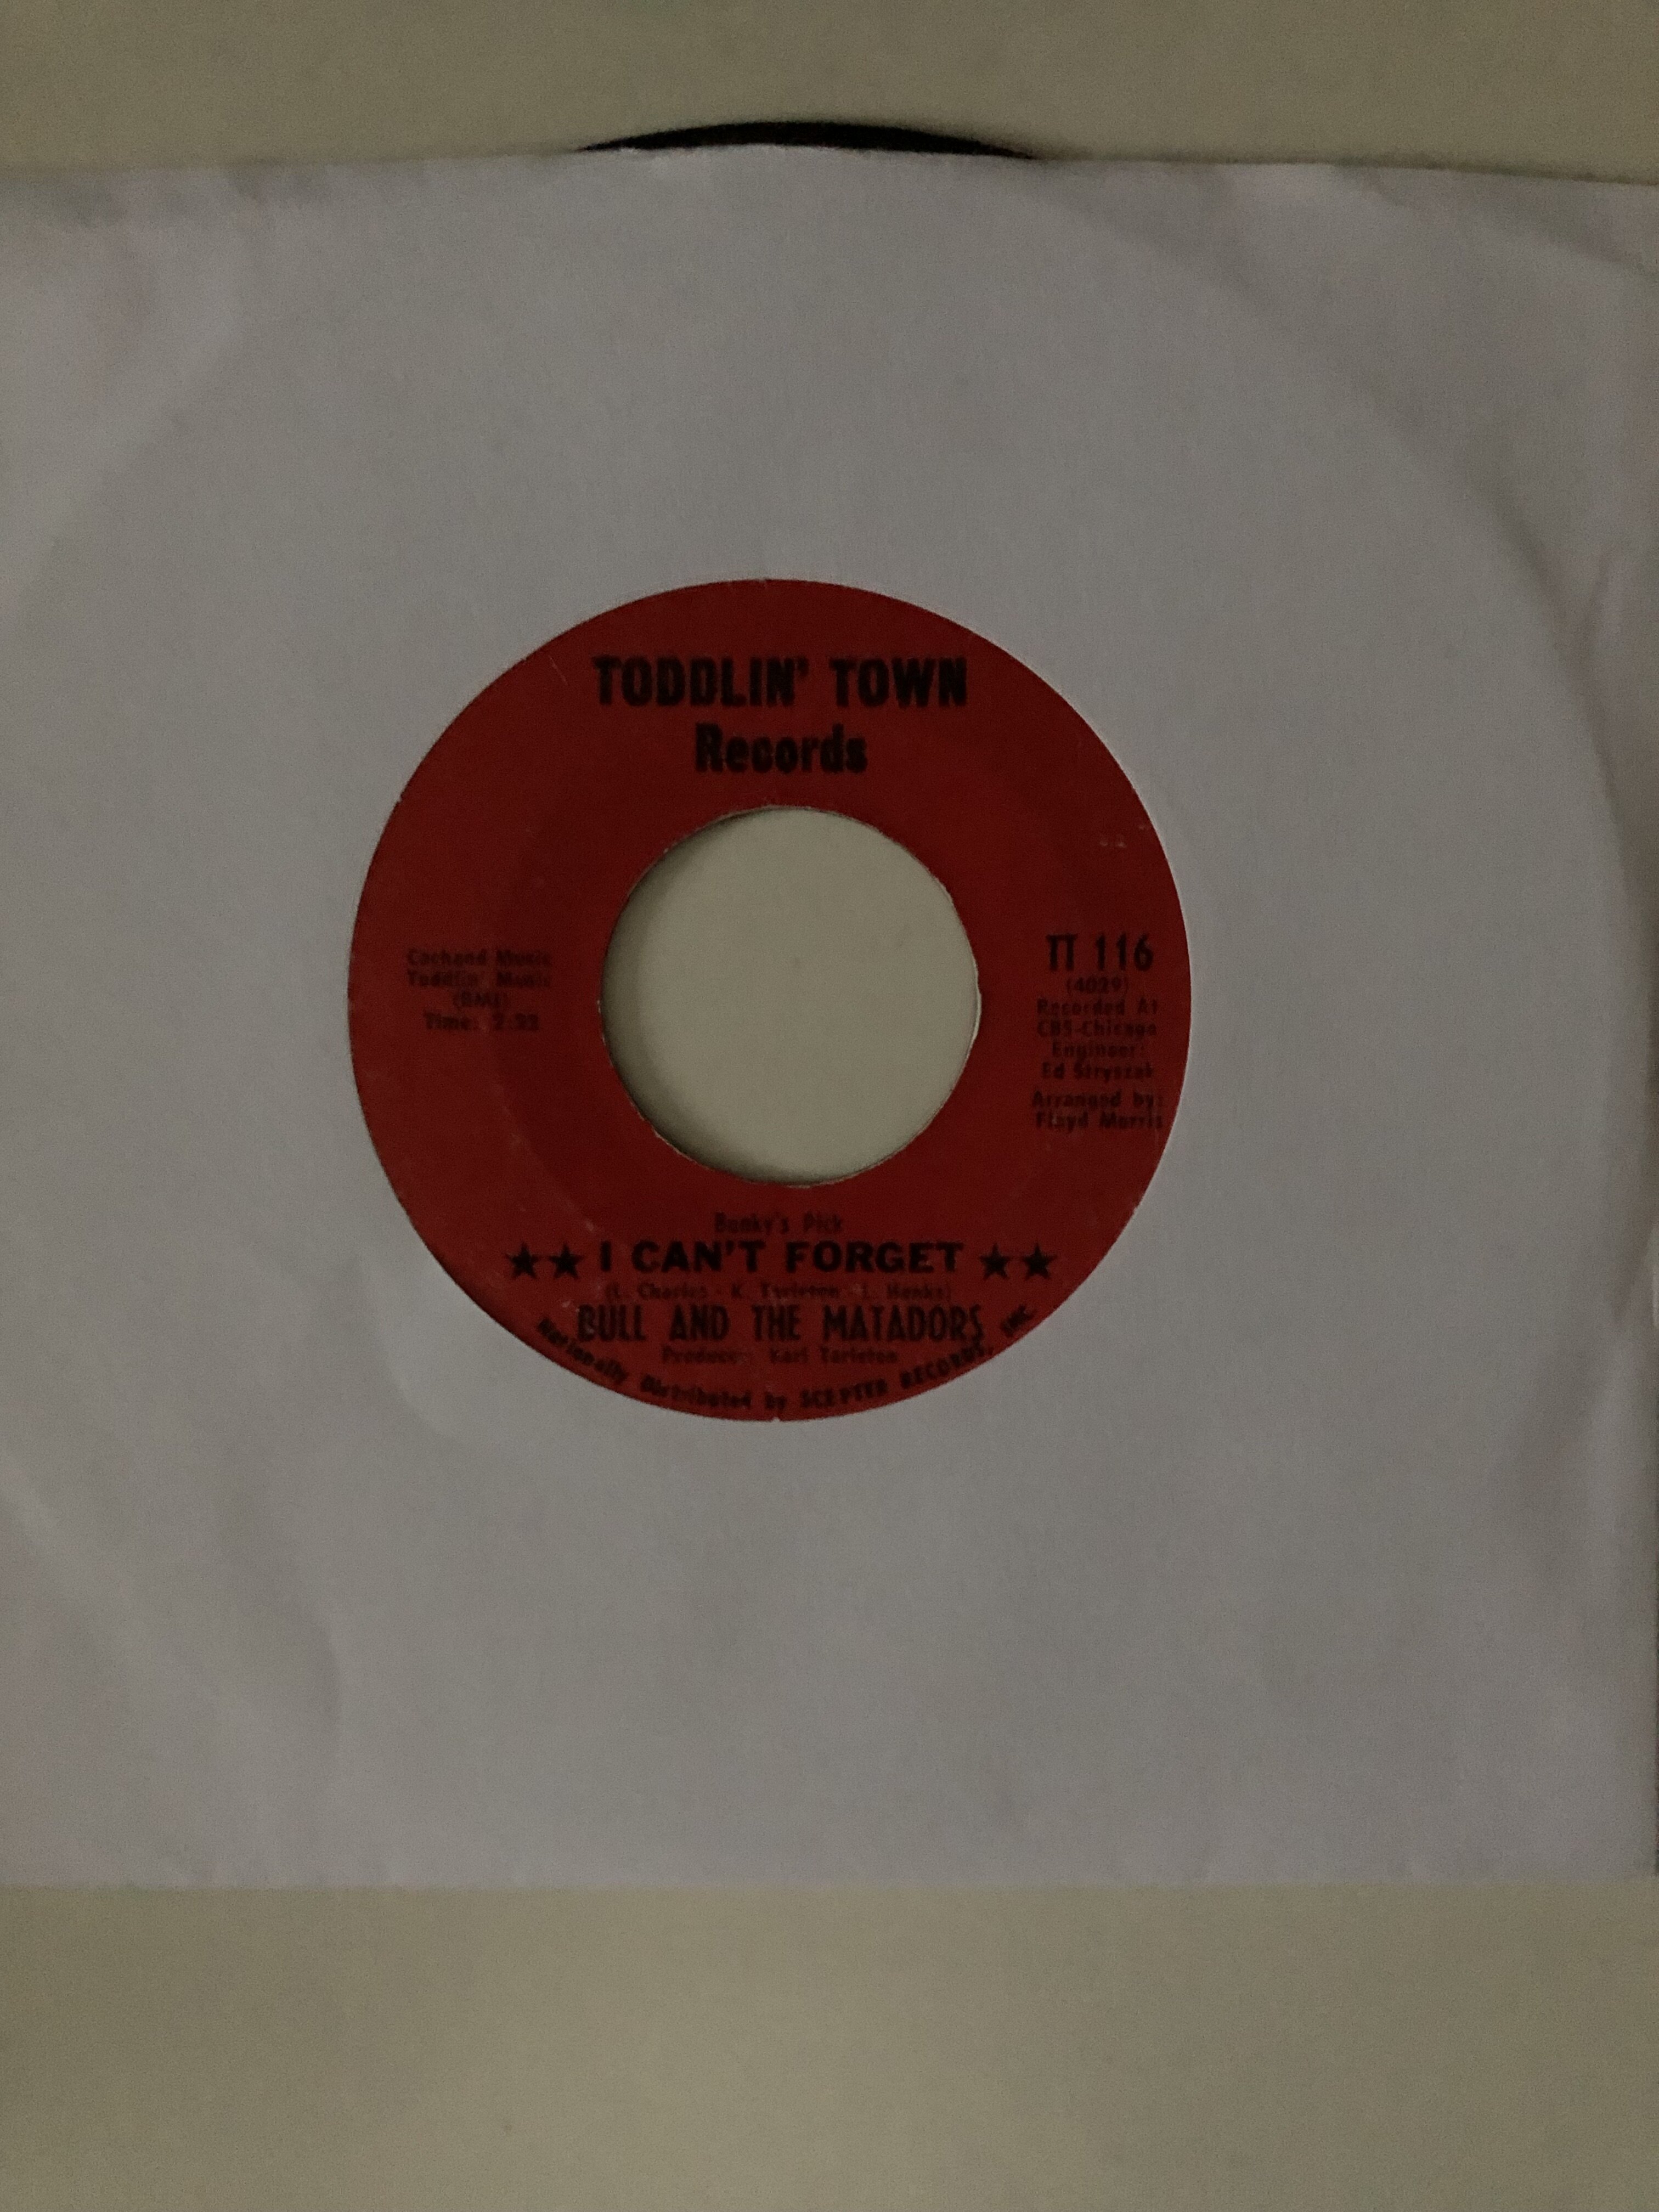 TODDLIN' TOWN
Records
Cachand Music
Toddlin' Music
(BMI)
Time:
TT 116
(4029)
Recorded At
CBS-Chicago
Engineer:
Ed Stryszak
Arranged by:
Floyd Morris
Bunky's Pick
★★ I CAN'T FORGET ★★
(L. Charles - K. Tarleton - L. Hanks)
BULL AND THE MATADORS
Producer: Karl Tarleton
Nationally Distributed by SCEPTER RECORDS, INC.